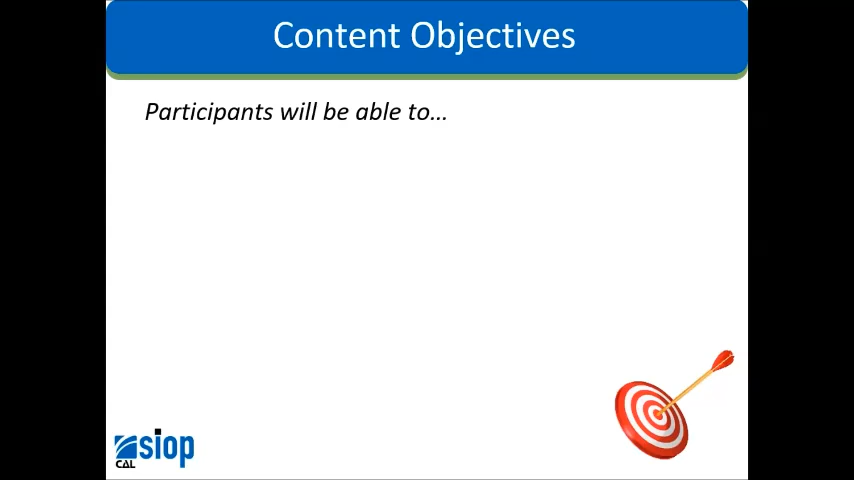 Content Objectives
Participants will be able to…
siop
CAL